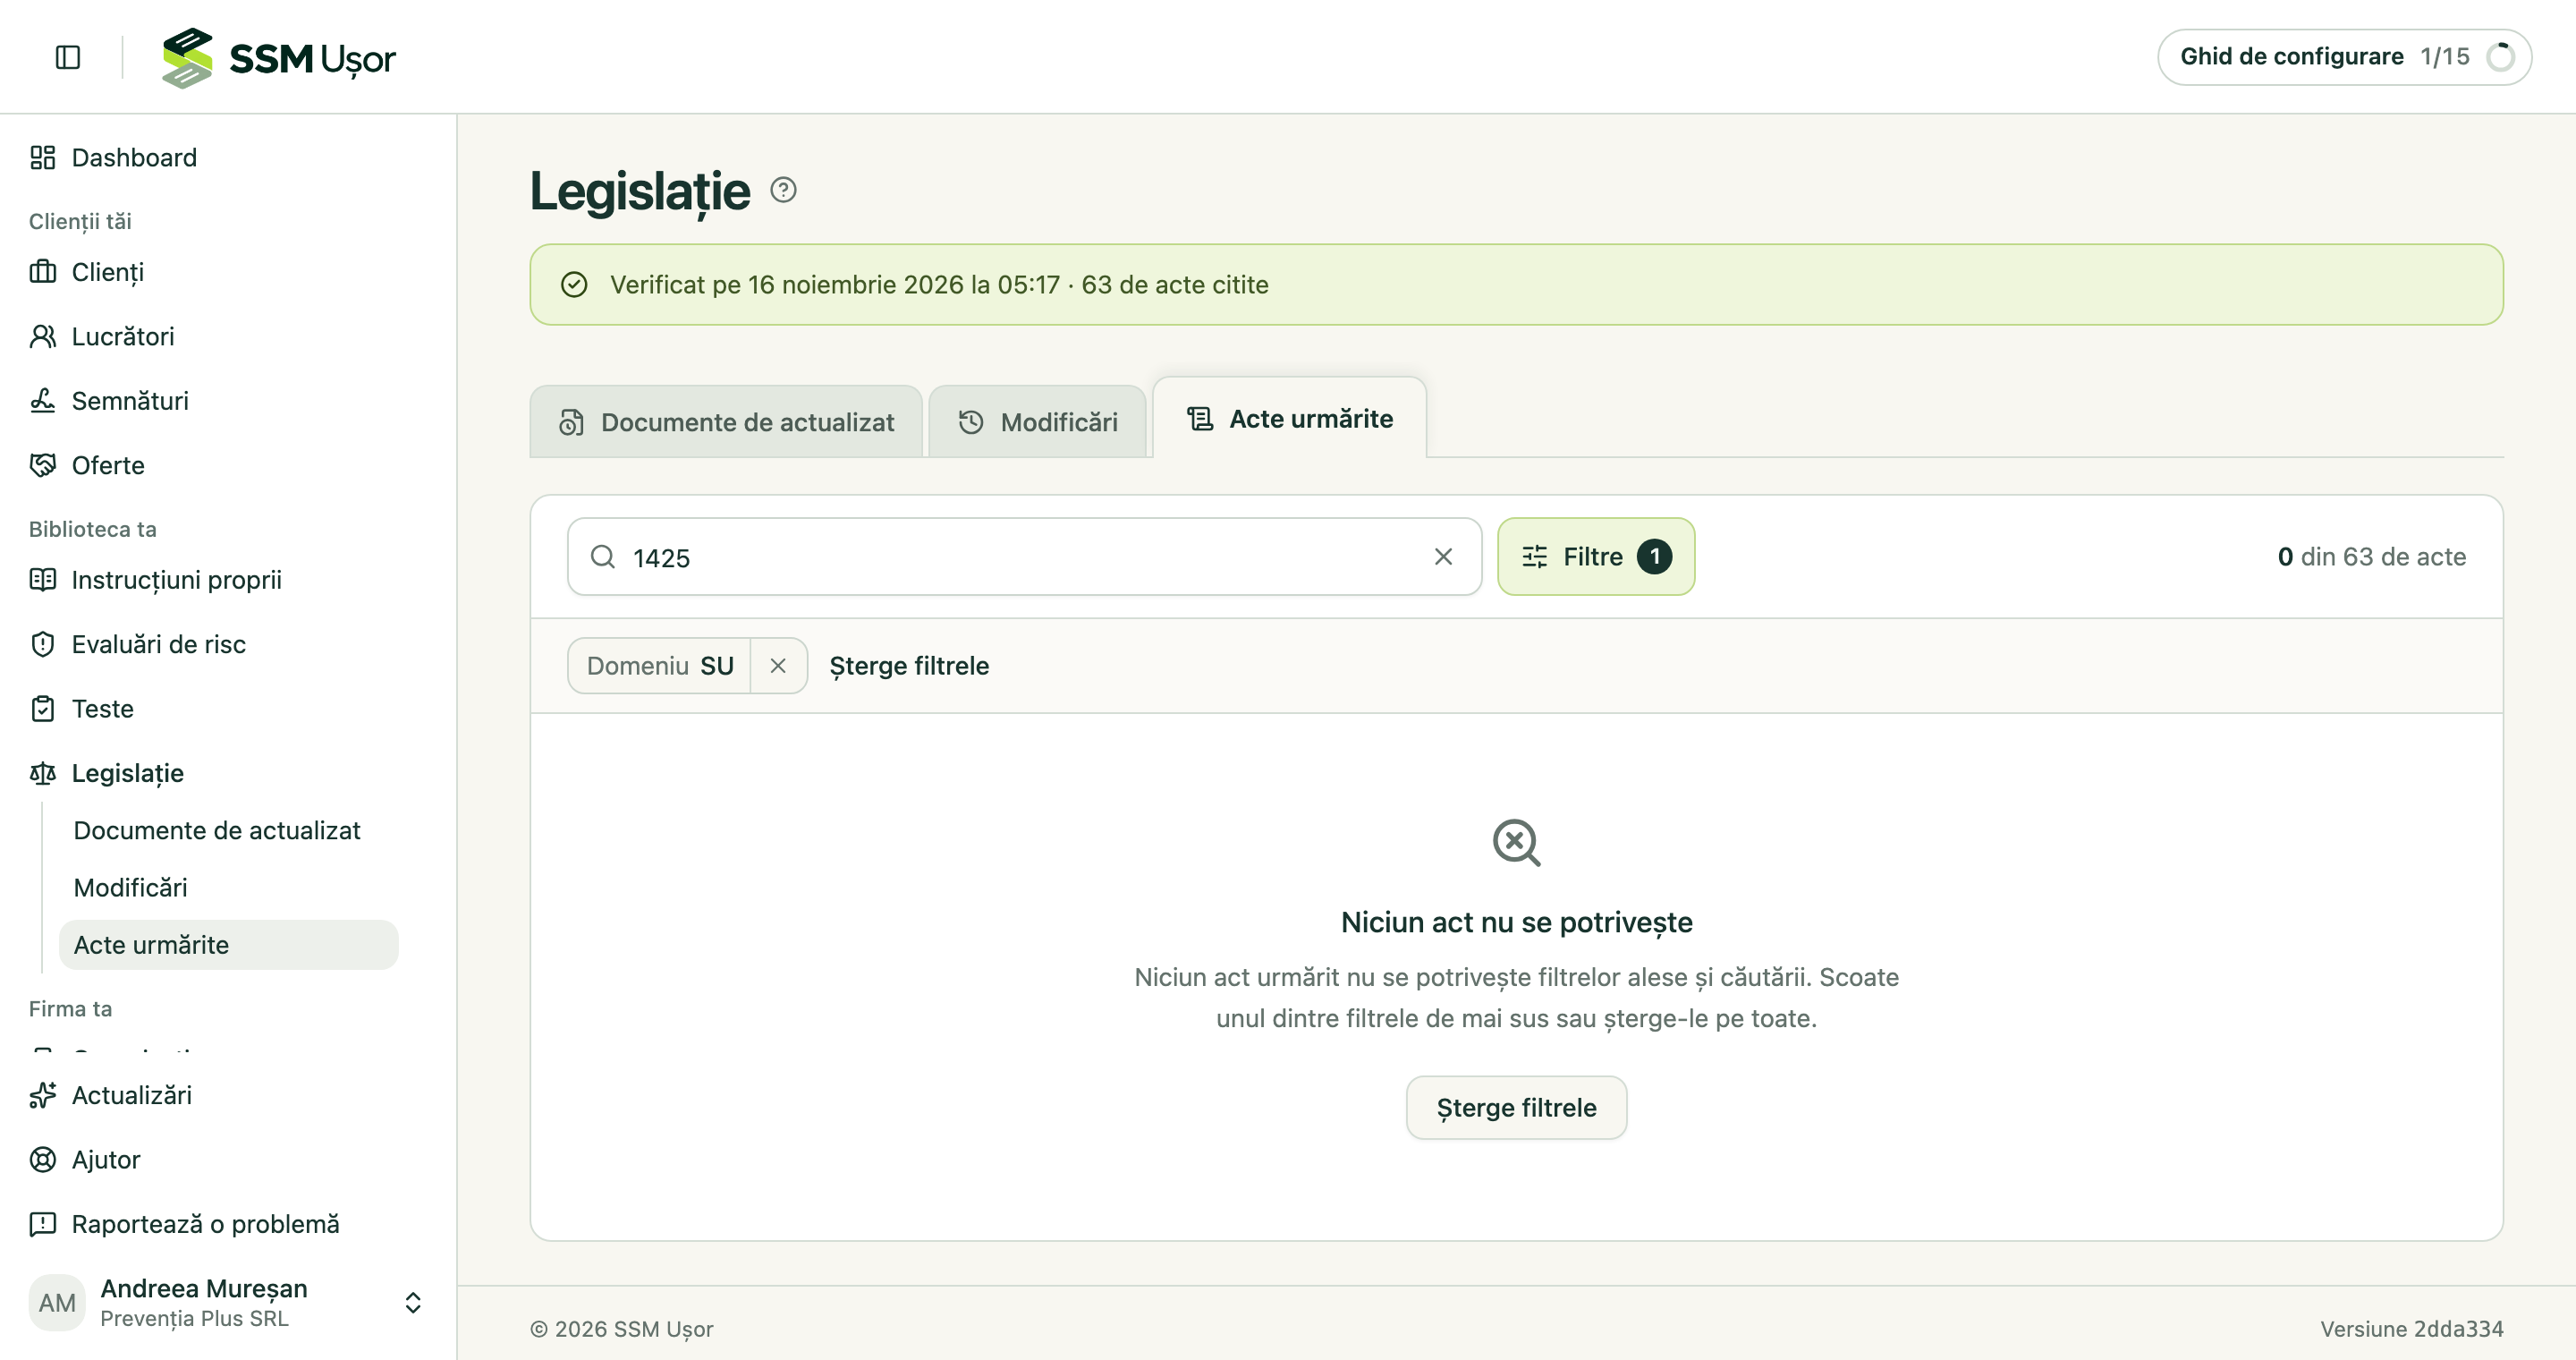 SSM Ușor
Ghid de configurare 1/15
Dashboard
Clienții tăi
Clienți
Lucrători
Semnături
Oferte
Biblioteca ta
Instrucțiuni proprii
Evaluări de risc
Teste
Legislație
Documente de actualizat
Modificări
Acte urmărite
Firma ta
Actualizări
Ajutor
Raportează o problemă
AM
Andreea Mureșan
Prevenția Plus SRL
Legislație
Verificat pe 16 noiembrie 2026 la 05:17 · 63 de acte citite
Documente de actualizat
Modificări
Acte urmărite
1425
Filtre 1
0 din 63 de acte
Domeniu SU
Șterge filtrele
Niciun act nu se potrivește
Niciun act urmărit nu se potrivește filtrelor alese și căutării. Scoate
unul dintre filtrele de mai sus sau șterge-le pe toate.
Șterge filtrele
© 2026 SSM Ușor
Versiune 2dda334